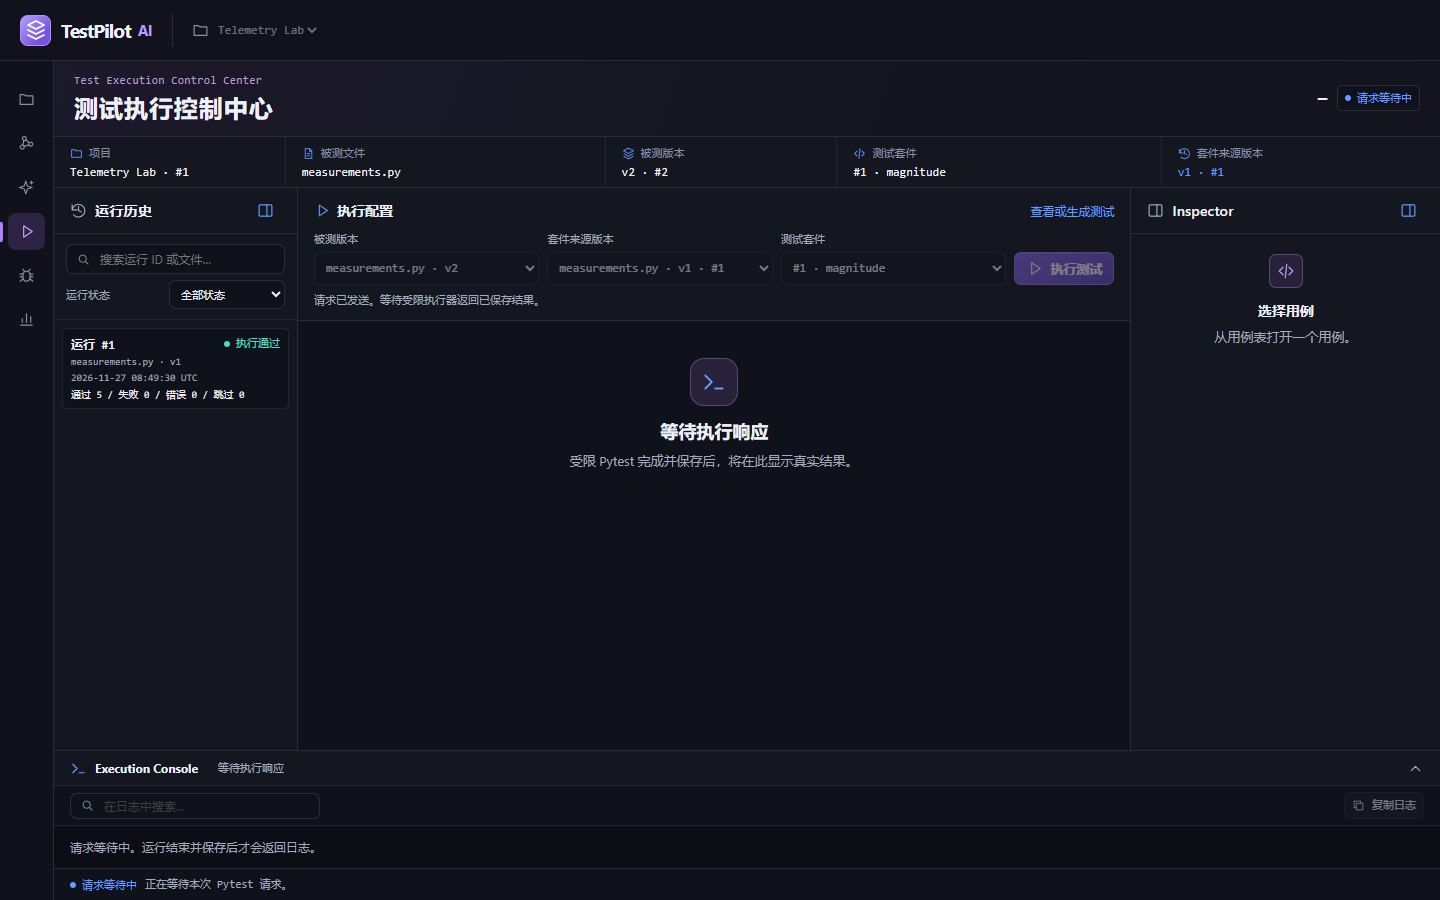 TestPilot AI
Telemetry Lab
Test Execution Control Center
测试执行控制中心
请求等待中
项目
Telemetry Lab · #1
被测文件
measurements.py
被测版本
v2 · #2
测试套件
#1 · magnitude
套件来源版本
v1 · #1
运行历史
搜索运行 ID 或文件...
运行状态
全部状态
运行 #1
执行通过
measurements.py · v1
2026-11-27 08:49:30 UTC
通过 5 / 失败 0 / 错误 0 / 跳过 0
执行配置
查看或生成测试
被测版本
套件来源版本
测试套件
measurements.py · v2
measurements.py · v1 · #1
#1 · magnitude
执行测试
请求已发送。等待受限执行器返回已保存结果。
等待执行响应
受限 Pytest 完成并保存后，将在此显示真实结果。
Inspector
选择用例
从用例表打开一个用例。
Execution Console
等待执行响应
在日志中搜索...
复制日志
请求等待中。运行结束并保存后才会返回日志。
请求等待中
正在等待本次 Pytest 请求。